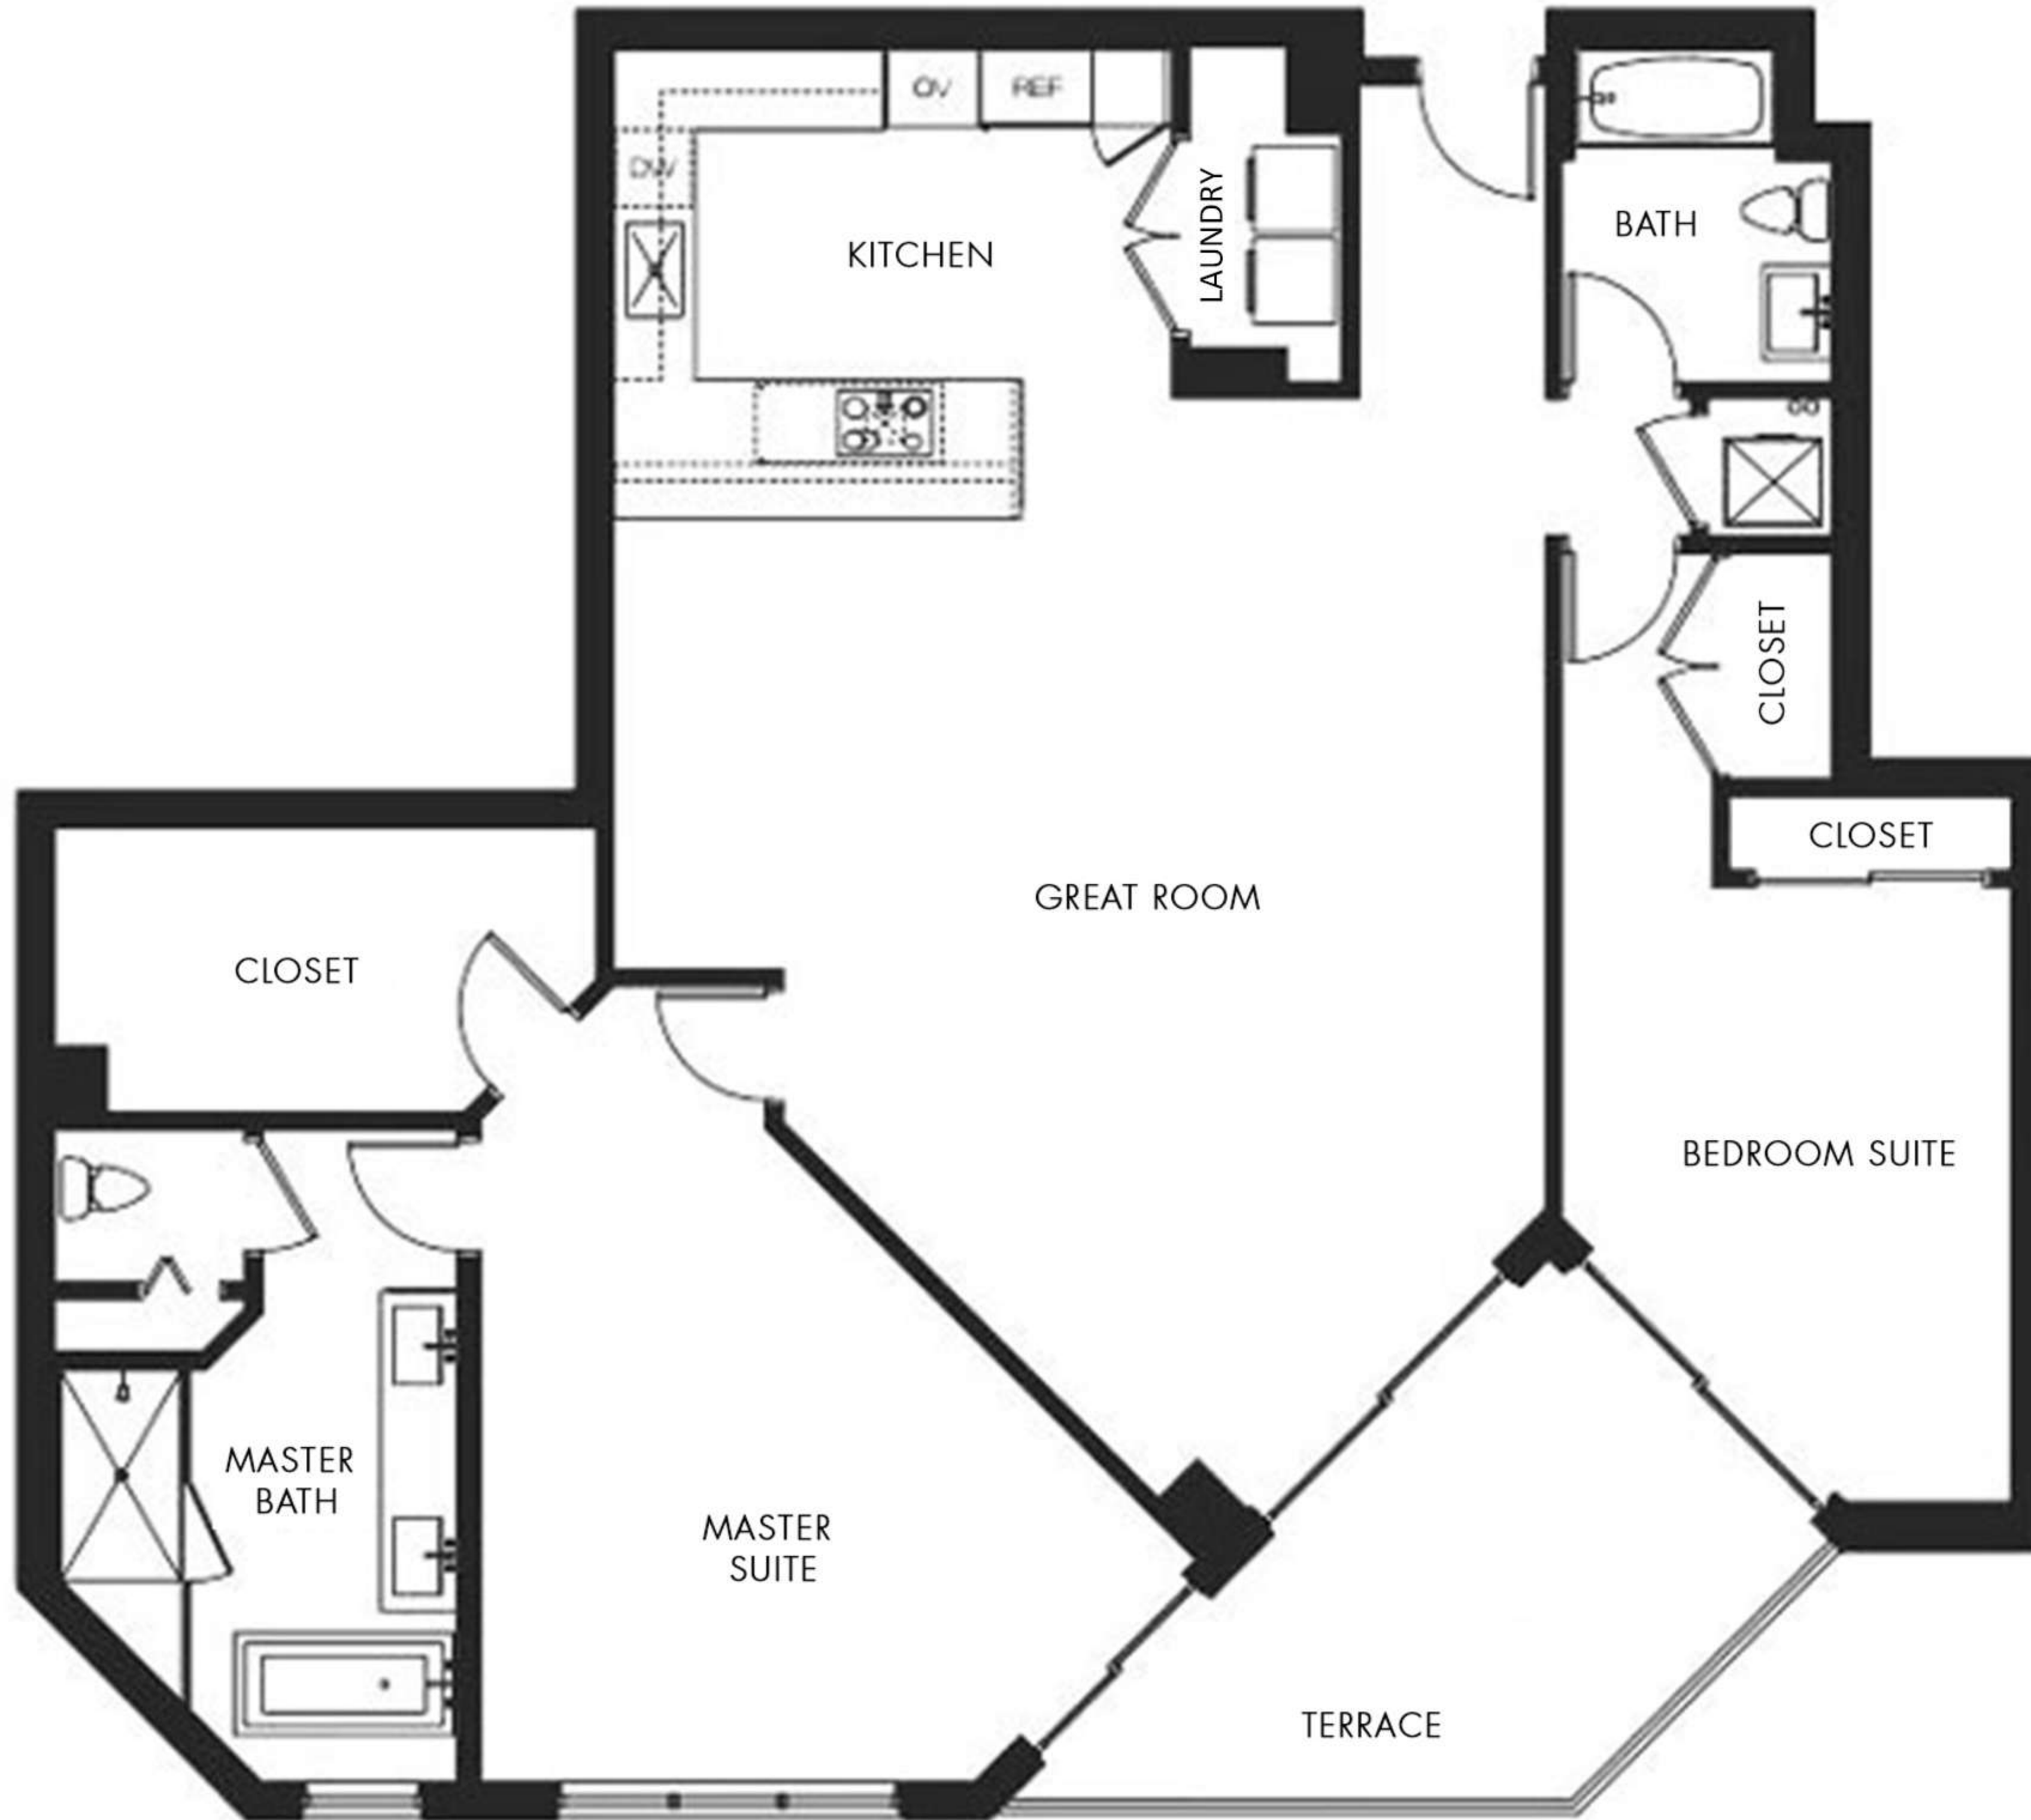 OV
REF
DW
KITCHEN
LAUNDRY
BATH
CLOSET
CLOSET
GREAT ROOM
CLOSET
BEDROOM SUITE
MASTER
BATH
MASTER
SUITE
TERRACE